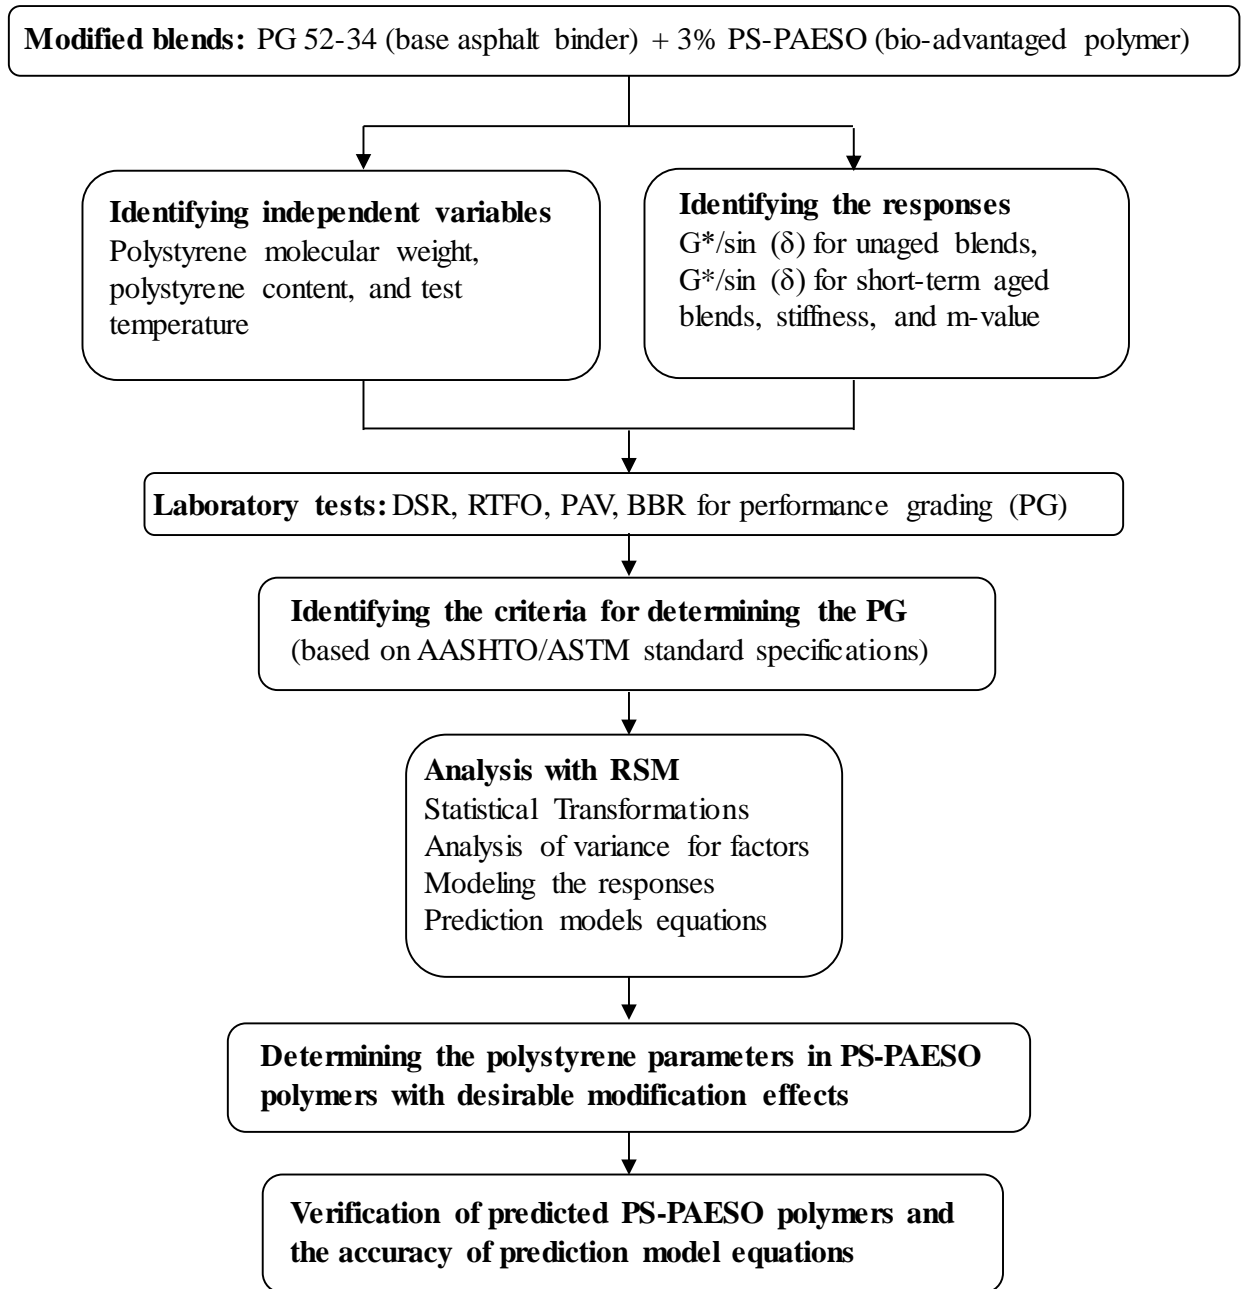 Modified blends: PG 52-34 (base asphalt binder) + 3% PS-PAESO (bio-advantaged polymer)
Identifying independent variables
Polystyrene molecular weight,
polystyrene content, and test
temperature
Identifying the responses
G*/sin (δ) for unaged blends,
G*/sin (δ) for short-term aged
blends, stiffness, and m-value
Laboratory tests: DSR, RTFO, PAV, BBR for performance grading (PG)
Identifying the criteria for determining the PG
(based on AASHTO/ASTM standard specifications)
Analysis with RSM
Statistical Transformations
Analysis of variance for factors
Modeling the responses
Prediction models equations
Determining the polystyrene parameters in PS-PAESO
polymers with desirable modification effects
Verification of predicted PS-PAESO polymers and
the accuracy of prediction model equations